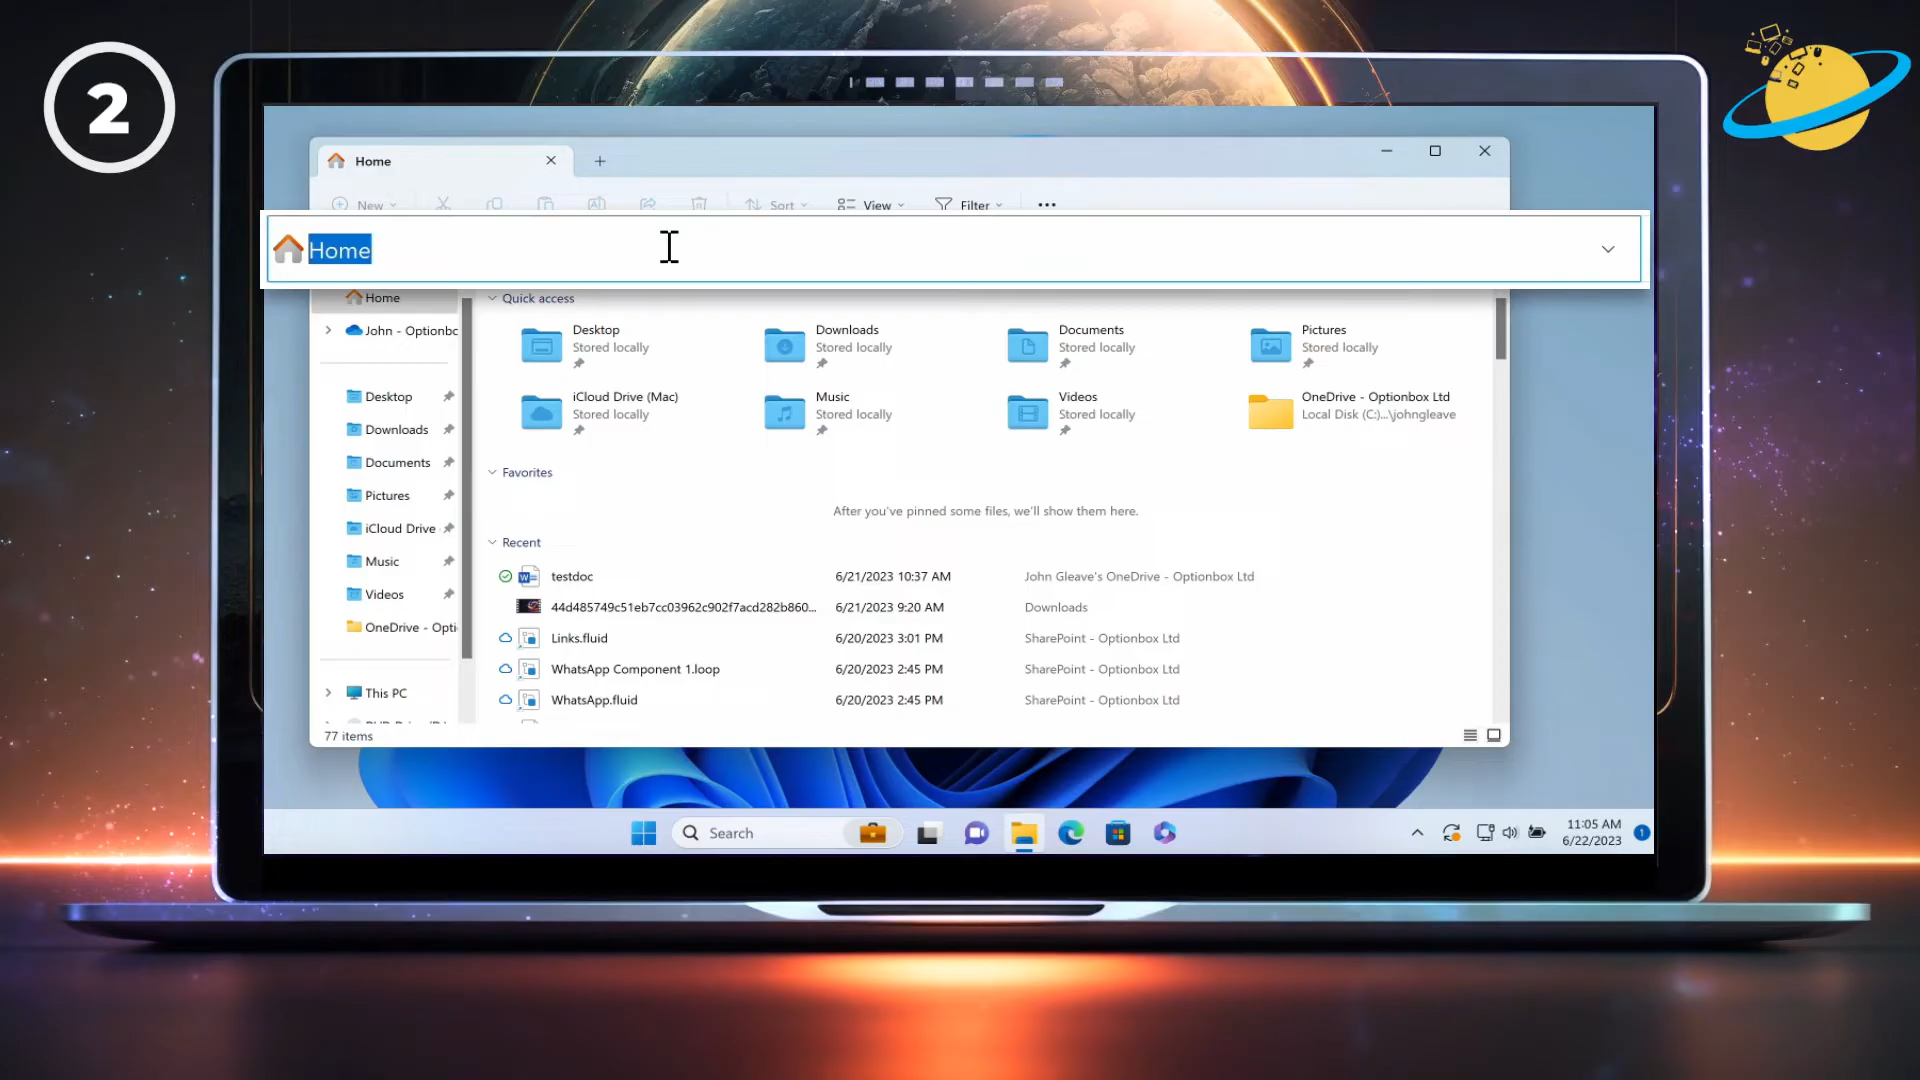 2
Home
New
Sort
View
Filter
Home
Home
John - Optionbc
Desktop
Downloads
Documents
Pictures
iCloud Drive
Music
Videos
OneDrive - Opti
This PC
77 items
Quick access
Desktop
Stored locally
Downloads
Stored locally
Documents
Stored locally
Pictures
Stored locally
iCloud Drive (Mac)
Stored locally
Music
Stored locally
Videos
Stored locally
OneDrive - Optionbox Ltd
Local Disk (C:)...\johngleave
Favorites
After you've pinned some files, we'll show them here.
Recent
testdoc 6/21/2023 10:37 AM John Gleave's OneDrive - Optionbox Ltd
44d485749c51eb7cc03962c902f7acd282b860... 6/21/2023 9:20 AM Downloads
Links.fluid 6/20/2023 3:01 PM SharePoint - Optionbox Ltd
WhatsApp Component 1.loop 6/20/2023 2:45 PM SharePoint - Optionbox Ltd
WhatsApp.fluid 6/20/2023 2:45 PM SharePoint - Optionbox Ltd
Search
11:05 AM
6/22/2023
1